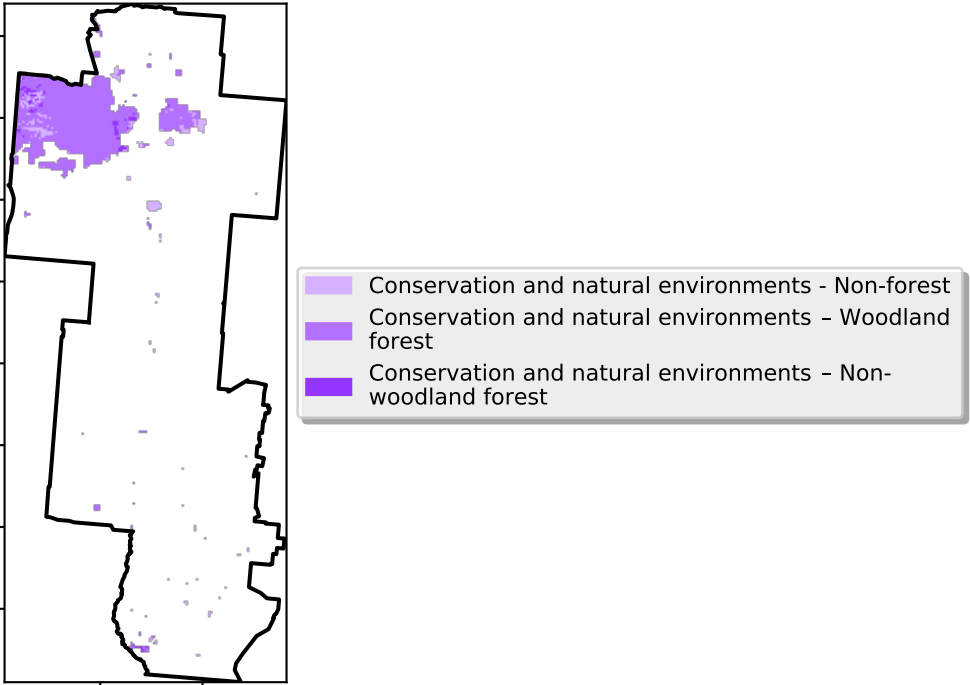 Conservation and natural environments - Non-forest
Conservation and natural environments – Woodland
forest
Conservation and natural environments – Non-
woodland forest